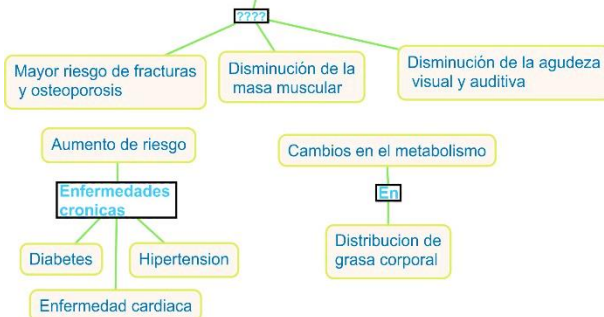 ????
Mayor riesgo de fracturas
y osteoporosis
Disminución de la
masa muscular
Disminución de la agudeza
visual y auditiva
Aumento de riesgo
Enfermedades
cronicas
Diabetes
Hipertension
Enfermedad cardiaca
Cambios en el metabolismo
En
Distribucion de
grasa corporal